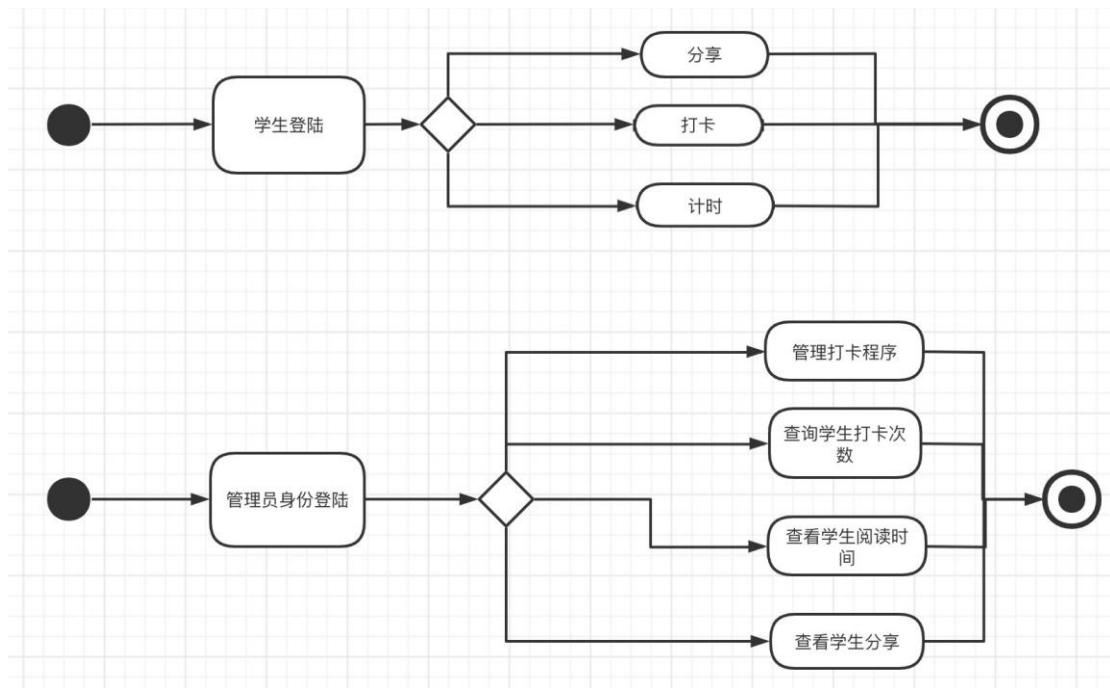 分享
学生登陆
打卡
计时
管理打卡程序
查询学生打卡次
数
管理员身份登陆
查看学生阅读时
间
查看学生分享